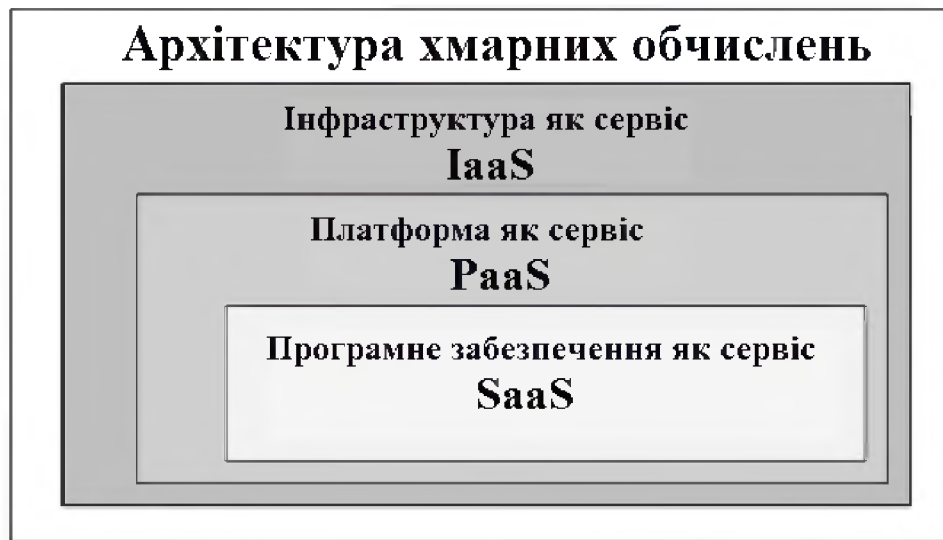 Архітектура хмарних обчислень
Інфраструктура як сервіс
IaaS
Платформа як сервіс
PaaS
Програмне забезпечення як сервіс
SaaS